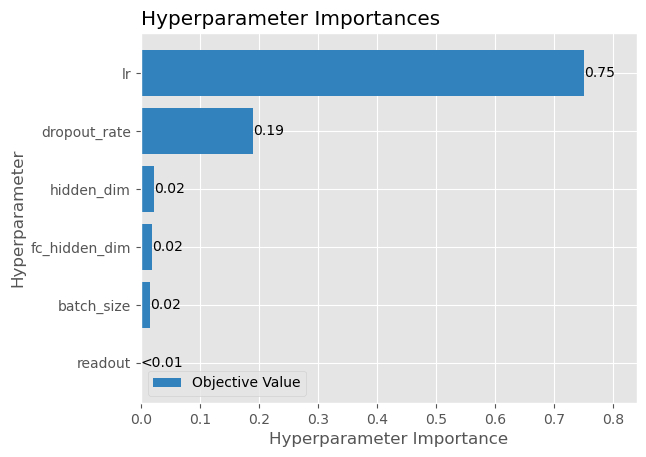 Hyperparameter Importances
lr
0.75
dropout_rate
0.19
hidden_dim
0.02
fc_hidden_dim
0.02
batch_size
0.02
readout
<0.01
Objective Value
0.0 0.1 0.2 0.3 0.4 0.5 0.6 0.7 0.8
Hyperparameter Importance
Hyperparameter